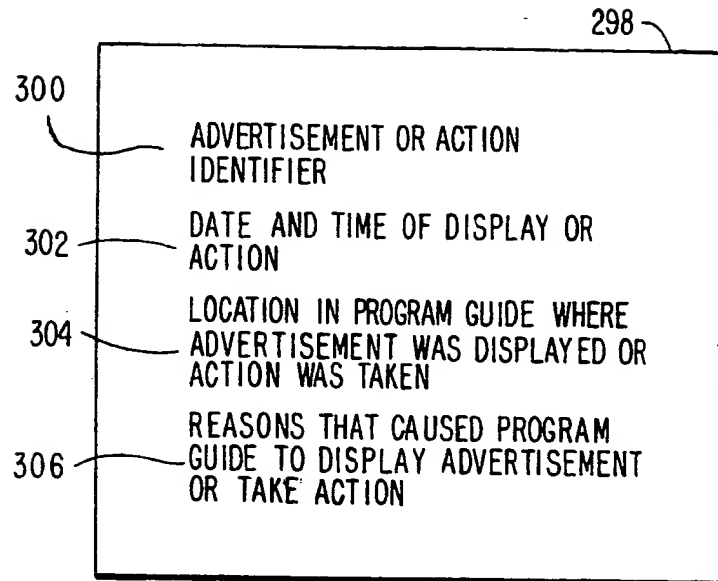 298
300
ADVERTISEMENT OR ACTION
IDENTIFIER
302
DATE AND TIME OF DISPLAY OR
ACTION
304
LOCATION IN PROGRAM GUIDE WHERE
ADVERTISEMENT WAS DISPLAYED OR
ACTION WAS TAKEN
306
REASONS THAT CAUSED PROGRAM
GUIDE TO DISPLAY ADVERTISEMENT
OR TAKE ACTION